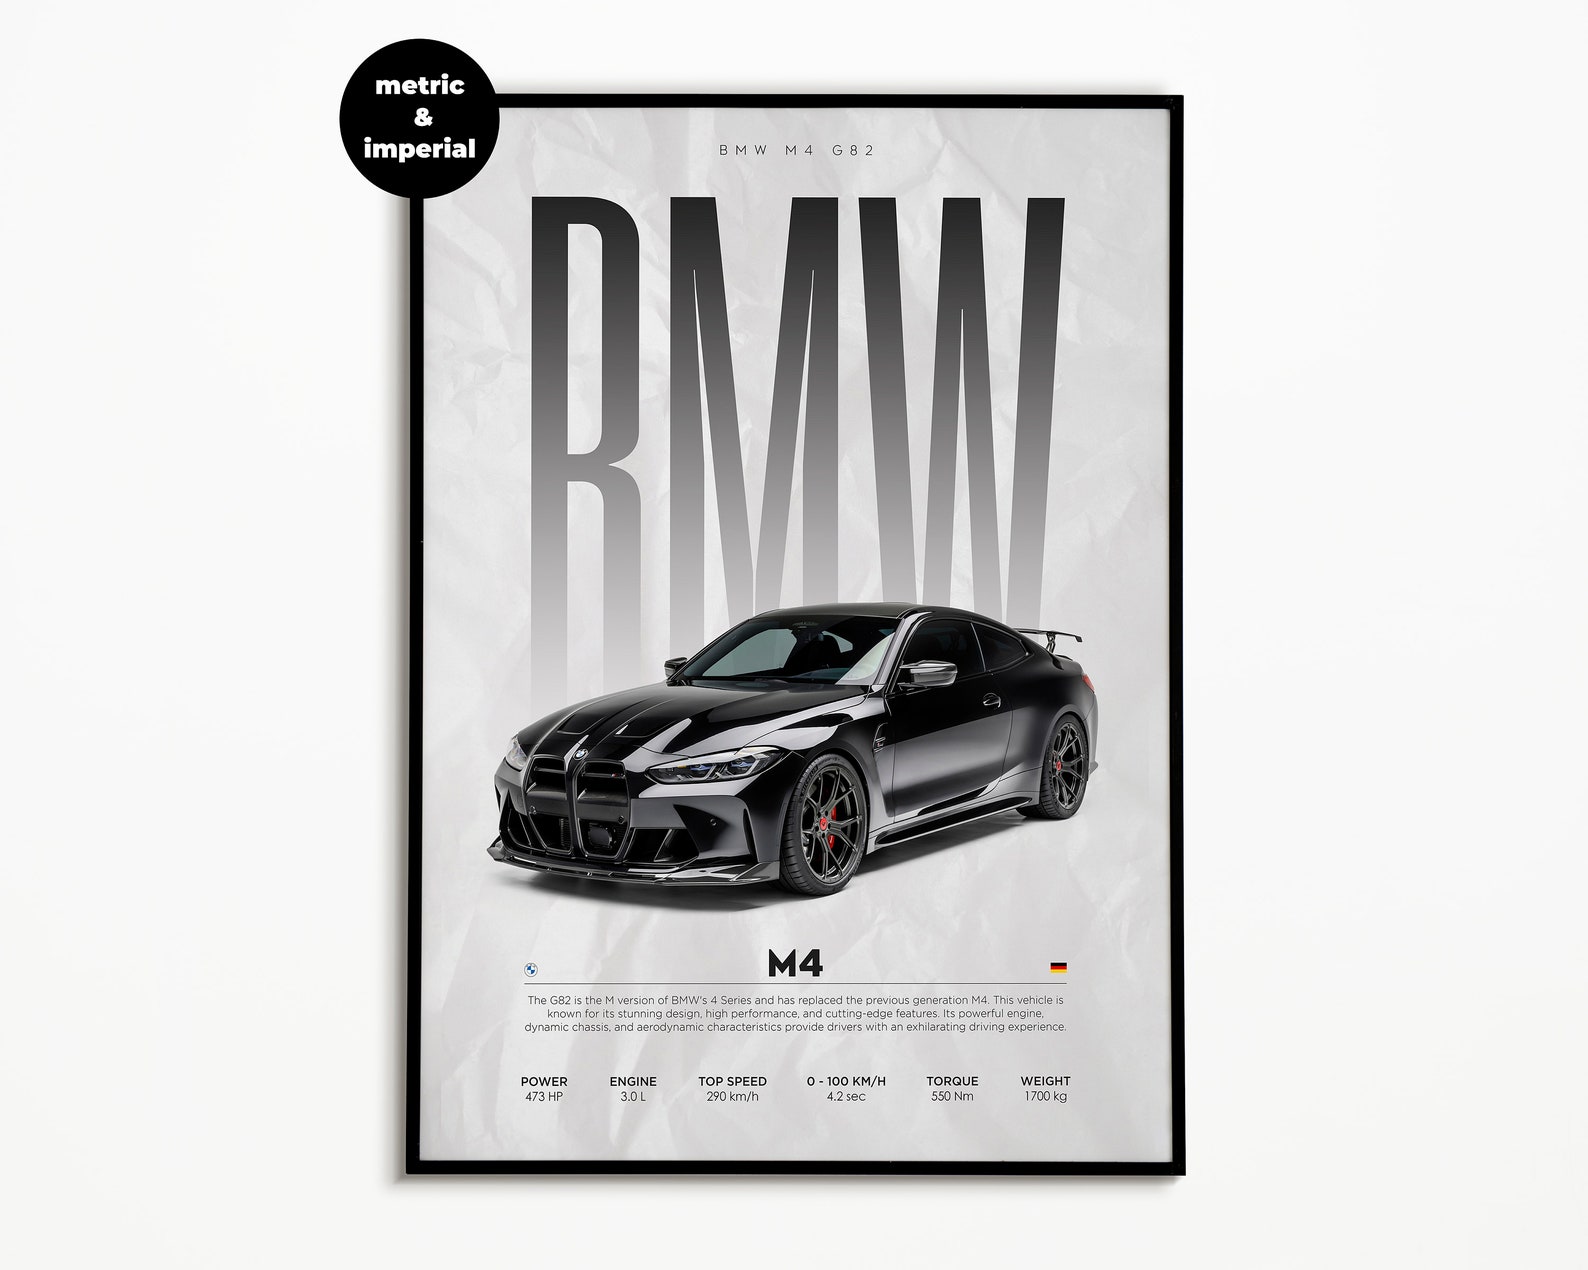 metric
&
imperial
BMW M4 G82
BMW
M4
The G82 is the M version of BMW's 4 Series and has replaced the previous generation M4. This vehicle is
known for its stunning design, high performance, and cutting-edge features. Its powerful engine,
dynamic chassis, and aerodynamic characteristics provide drivers with an exhilarating driving experience.
POWER ENGINE TOP SPEED 0 - 100 KM/H TORQUE WEIGHT
473 HP 3.0 L 290 km/h 4.2 sec 550 Nm 1700 kg